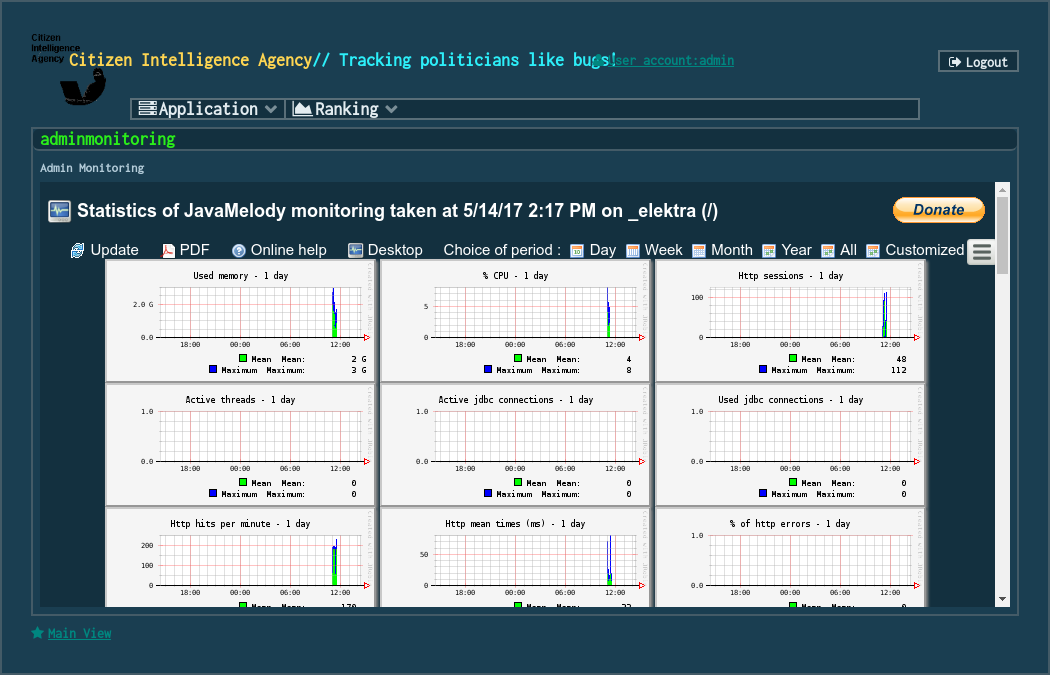 Citizen
Intelligence
Agency
Citizen Intelligence Agency// Tracking politicians like bugs!
User account:admin
Logout
Application Ranking
adminmonitoring
Admin Monitoring
Statistics of JavaMelody monitoring taken at 5/14/17 2:17 PM on _elektra (/)
Donate
Update PDF Online help Desktop Choice of period : Day Week Month Year All Customized
Used memory - 1 day
2.0 G
0.0
18:00 00:00 06:00 12:00
Mean Mean: 2 G
Maximum Maximum: 3 G
% CPU - 1 day
5
0
18:00 00:00 06:00 12:00
Mean Mean: 4
Maximum Maximum: 8
Http sessions - 1 day
100
0
18:00 00:00 06:00 12:00
Mean Mean: 48
Maximum Maximum: 112
Active threads - 1 day
1.0
0.0
18:00 00:00 06:00 12:00
Mean Mean: 0
Maximum Maximum: 0
Active jdbc connections - 1 day
1.0
0.0
18:00 00:00 06:00 12:00
Mean Mean: 0
Maximum Maximum: 0
Used jdbc connections - 1 day
1.0
0.0
18:00 00:00 06:00 12:00
Mean Mean: 0
Maximum Maximum: 0
Http hits per minute - 1 day
200
100
0
18:00 00:00 06:00 12:00
Mean Mean:
Http mean times (ms) - 1 day
50
0
18:00 00:00 06:00 12:00
Mean Mean:
% of http errors - 1 day
1.0
0.0
18:00 00:00 06:00 12:00
Mean Mean:
Main View